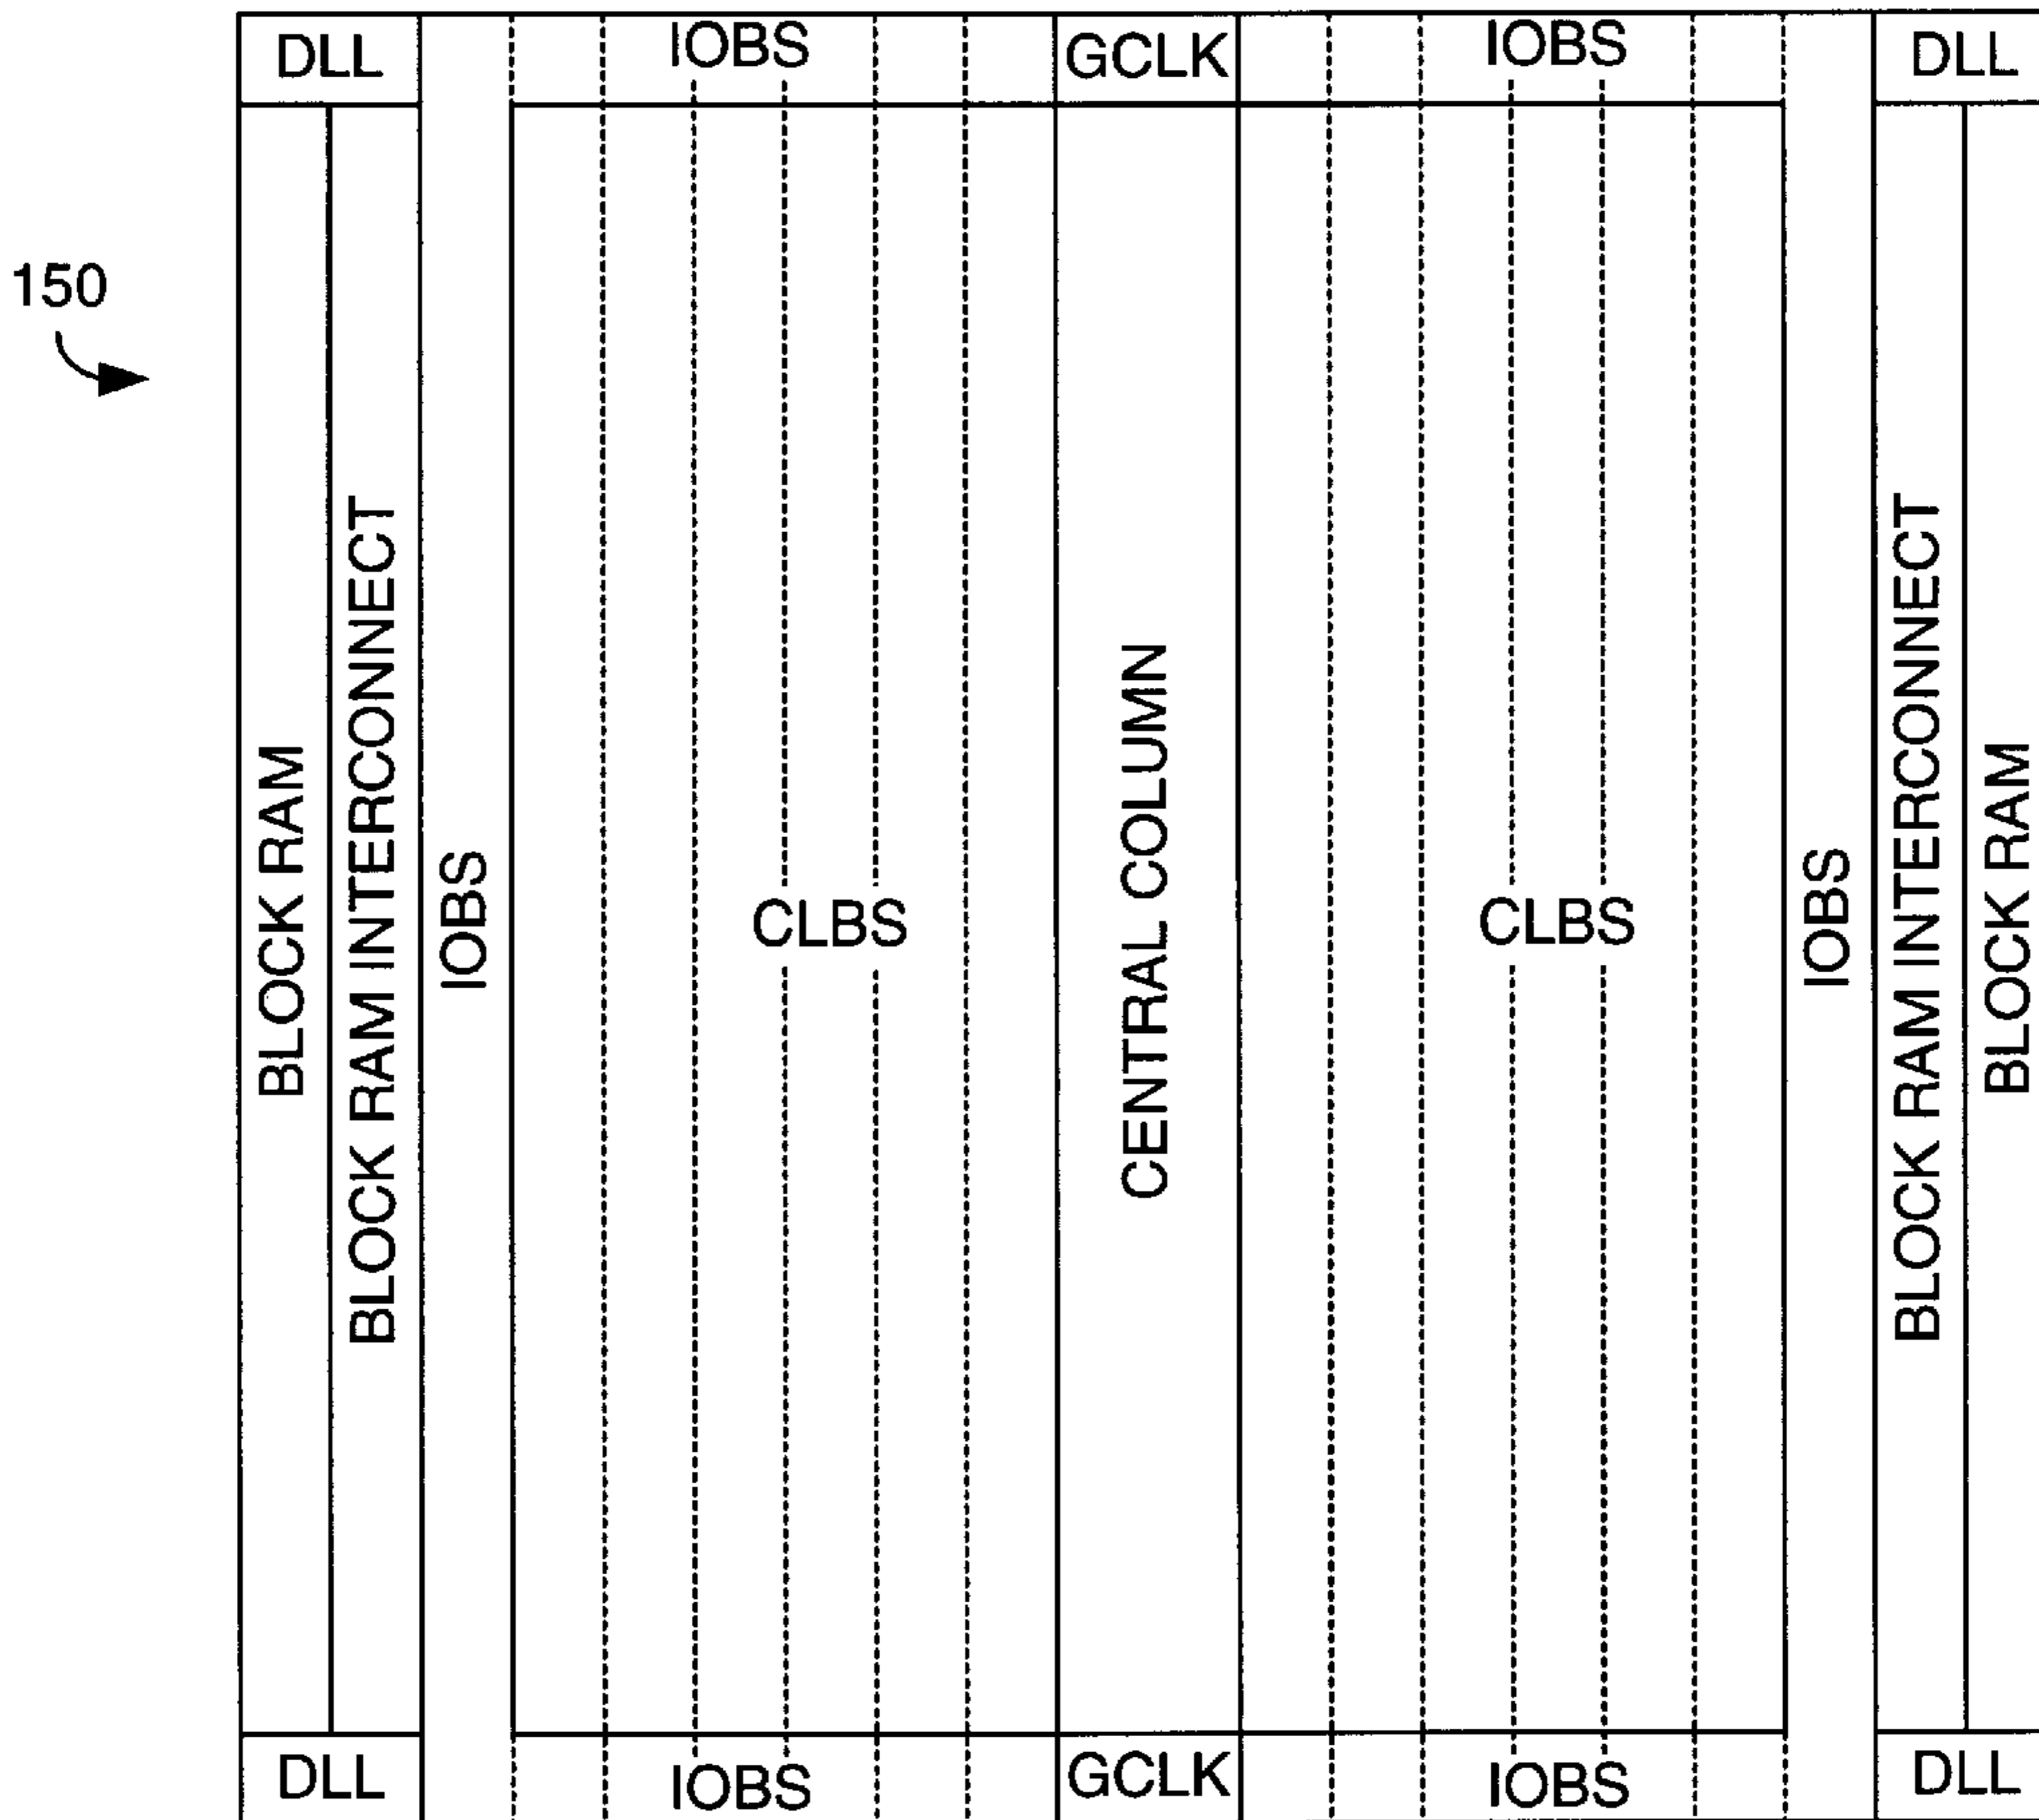 DLL
IOBS
GCLK
IOBS
DLL
150
BLOCK RAM
BLOCK RAM INTERCONNECT
IOBS
CLBS
CENTRAL COLUMN
CLBS
IOBS
BLOCK RAM INTERCONNECT
BLOCK RAM
DLL
IOBS
GCLK
IOBS
DLL